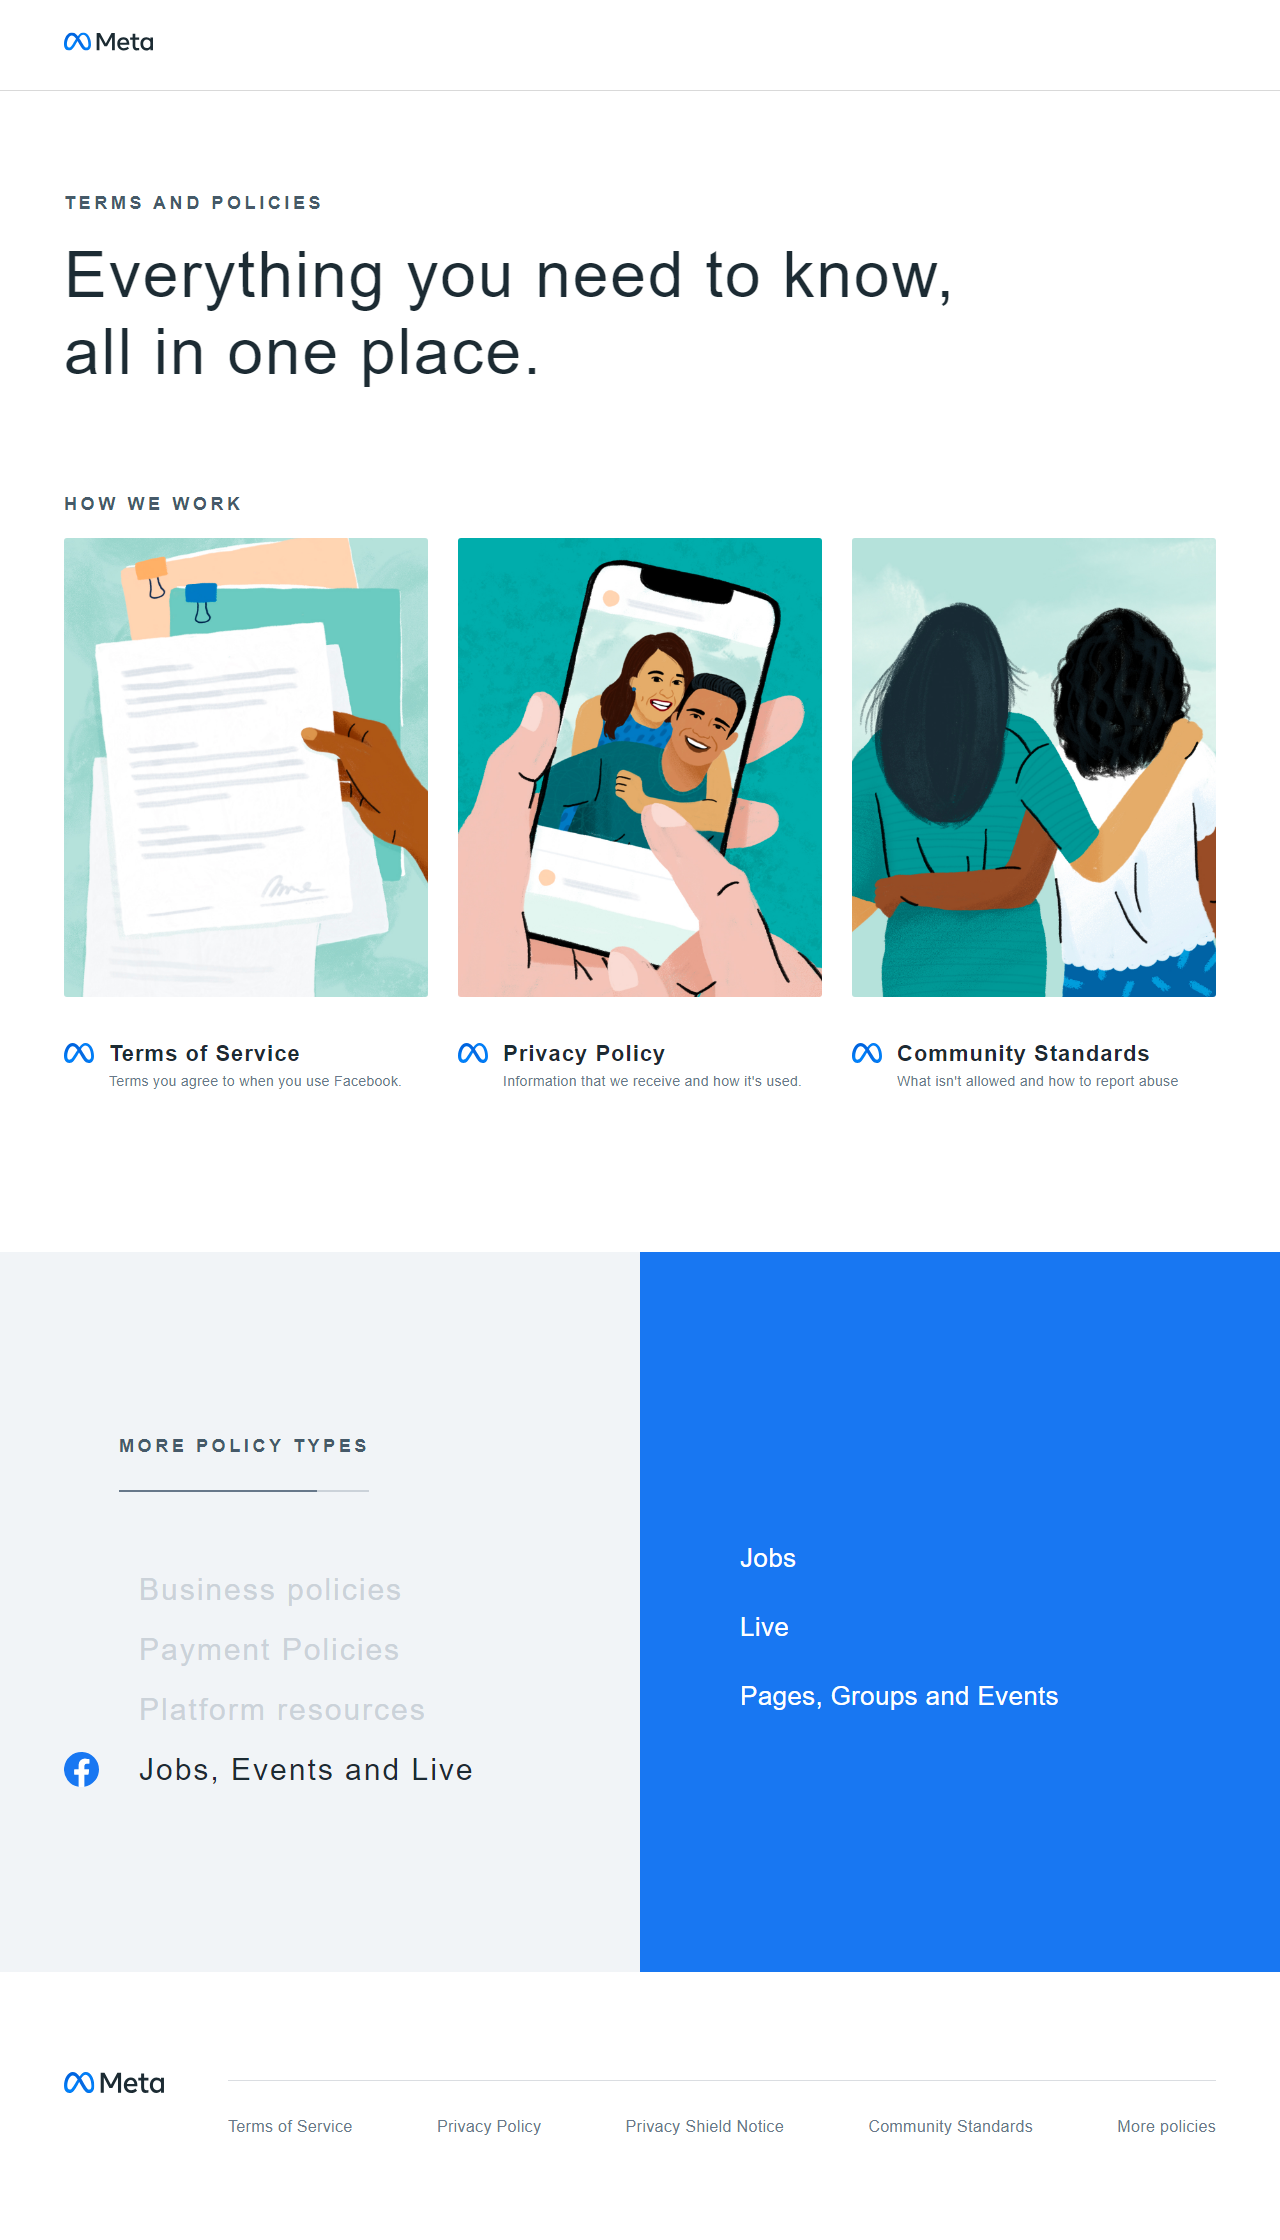 Meta
TERMS AND POLICIES
Everything you need to know,
all in one place.
HOW WE WORK
Terms of Service
Terms you agree to when you use Facebook.
Privacy Policy
Information that we receive and how it's used.
Community Standards
What isn't allowed and how to report abuse
MORE POLICY TYPES
Business policies
Payment Policies
Platform resources
Jobs, Events and Live
Jobs
Live
Pages, Groups and Events
Meta
Terms of Service
Privacy Policy
Privacy Shield Notice
Community Standards
More policies